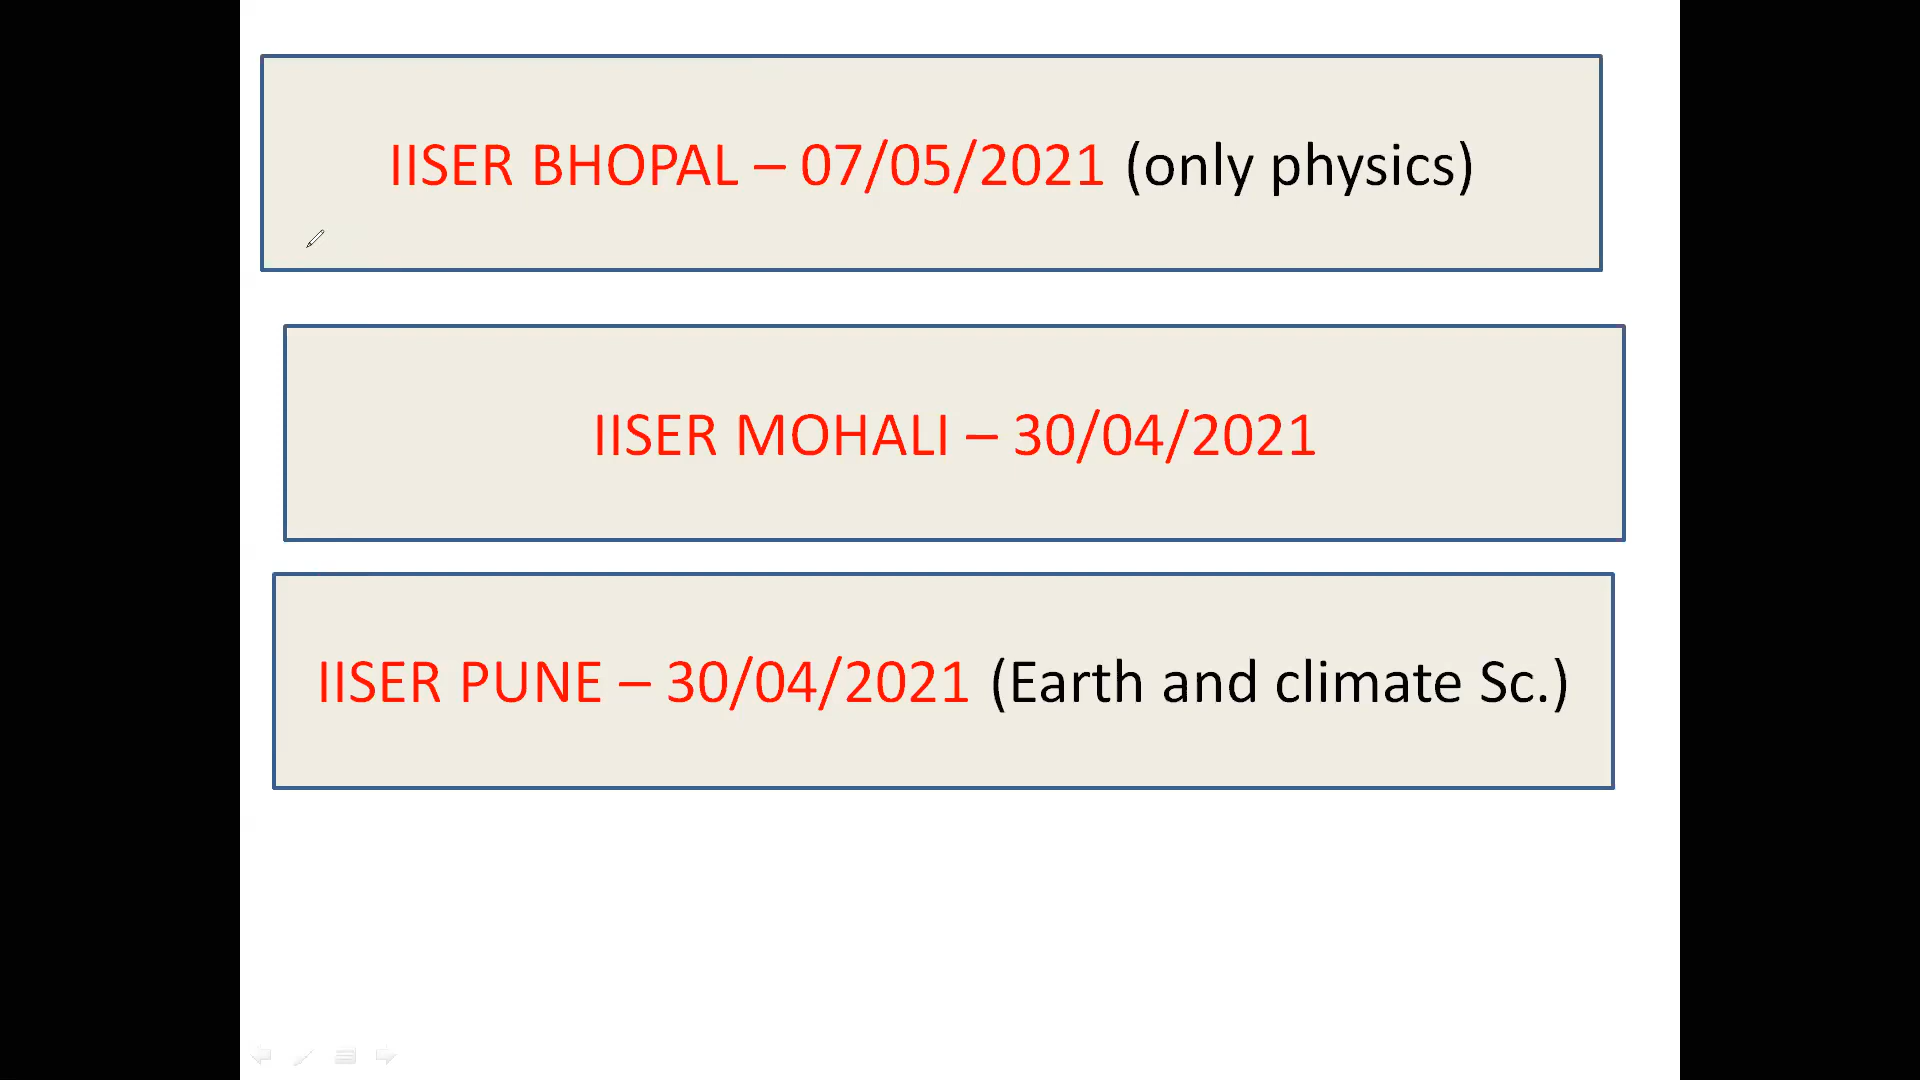 IISER BHOPAL – 07/05/2021 (only physics)
IISER MOHALI – 30/04/2021
IISER PUNE – 30/04/2021 (Earth and climate Sc.)